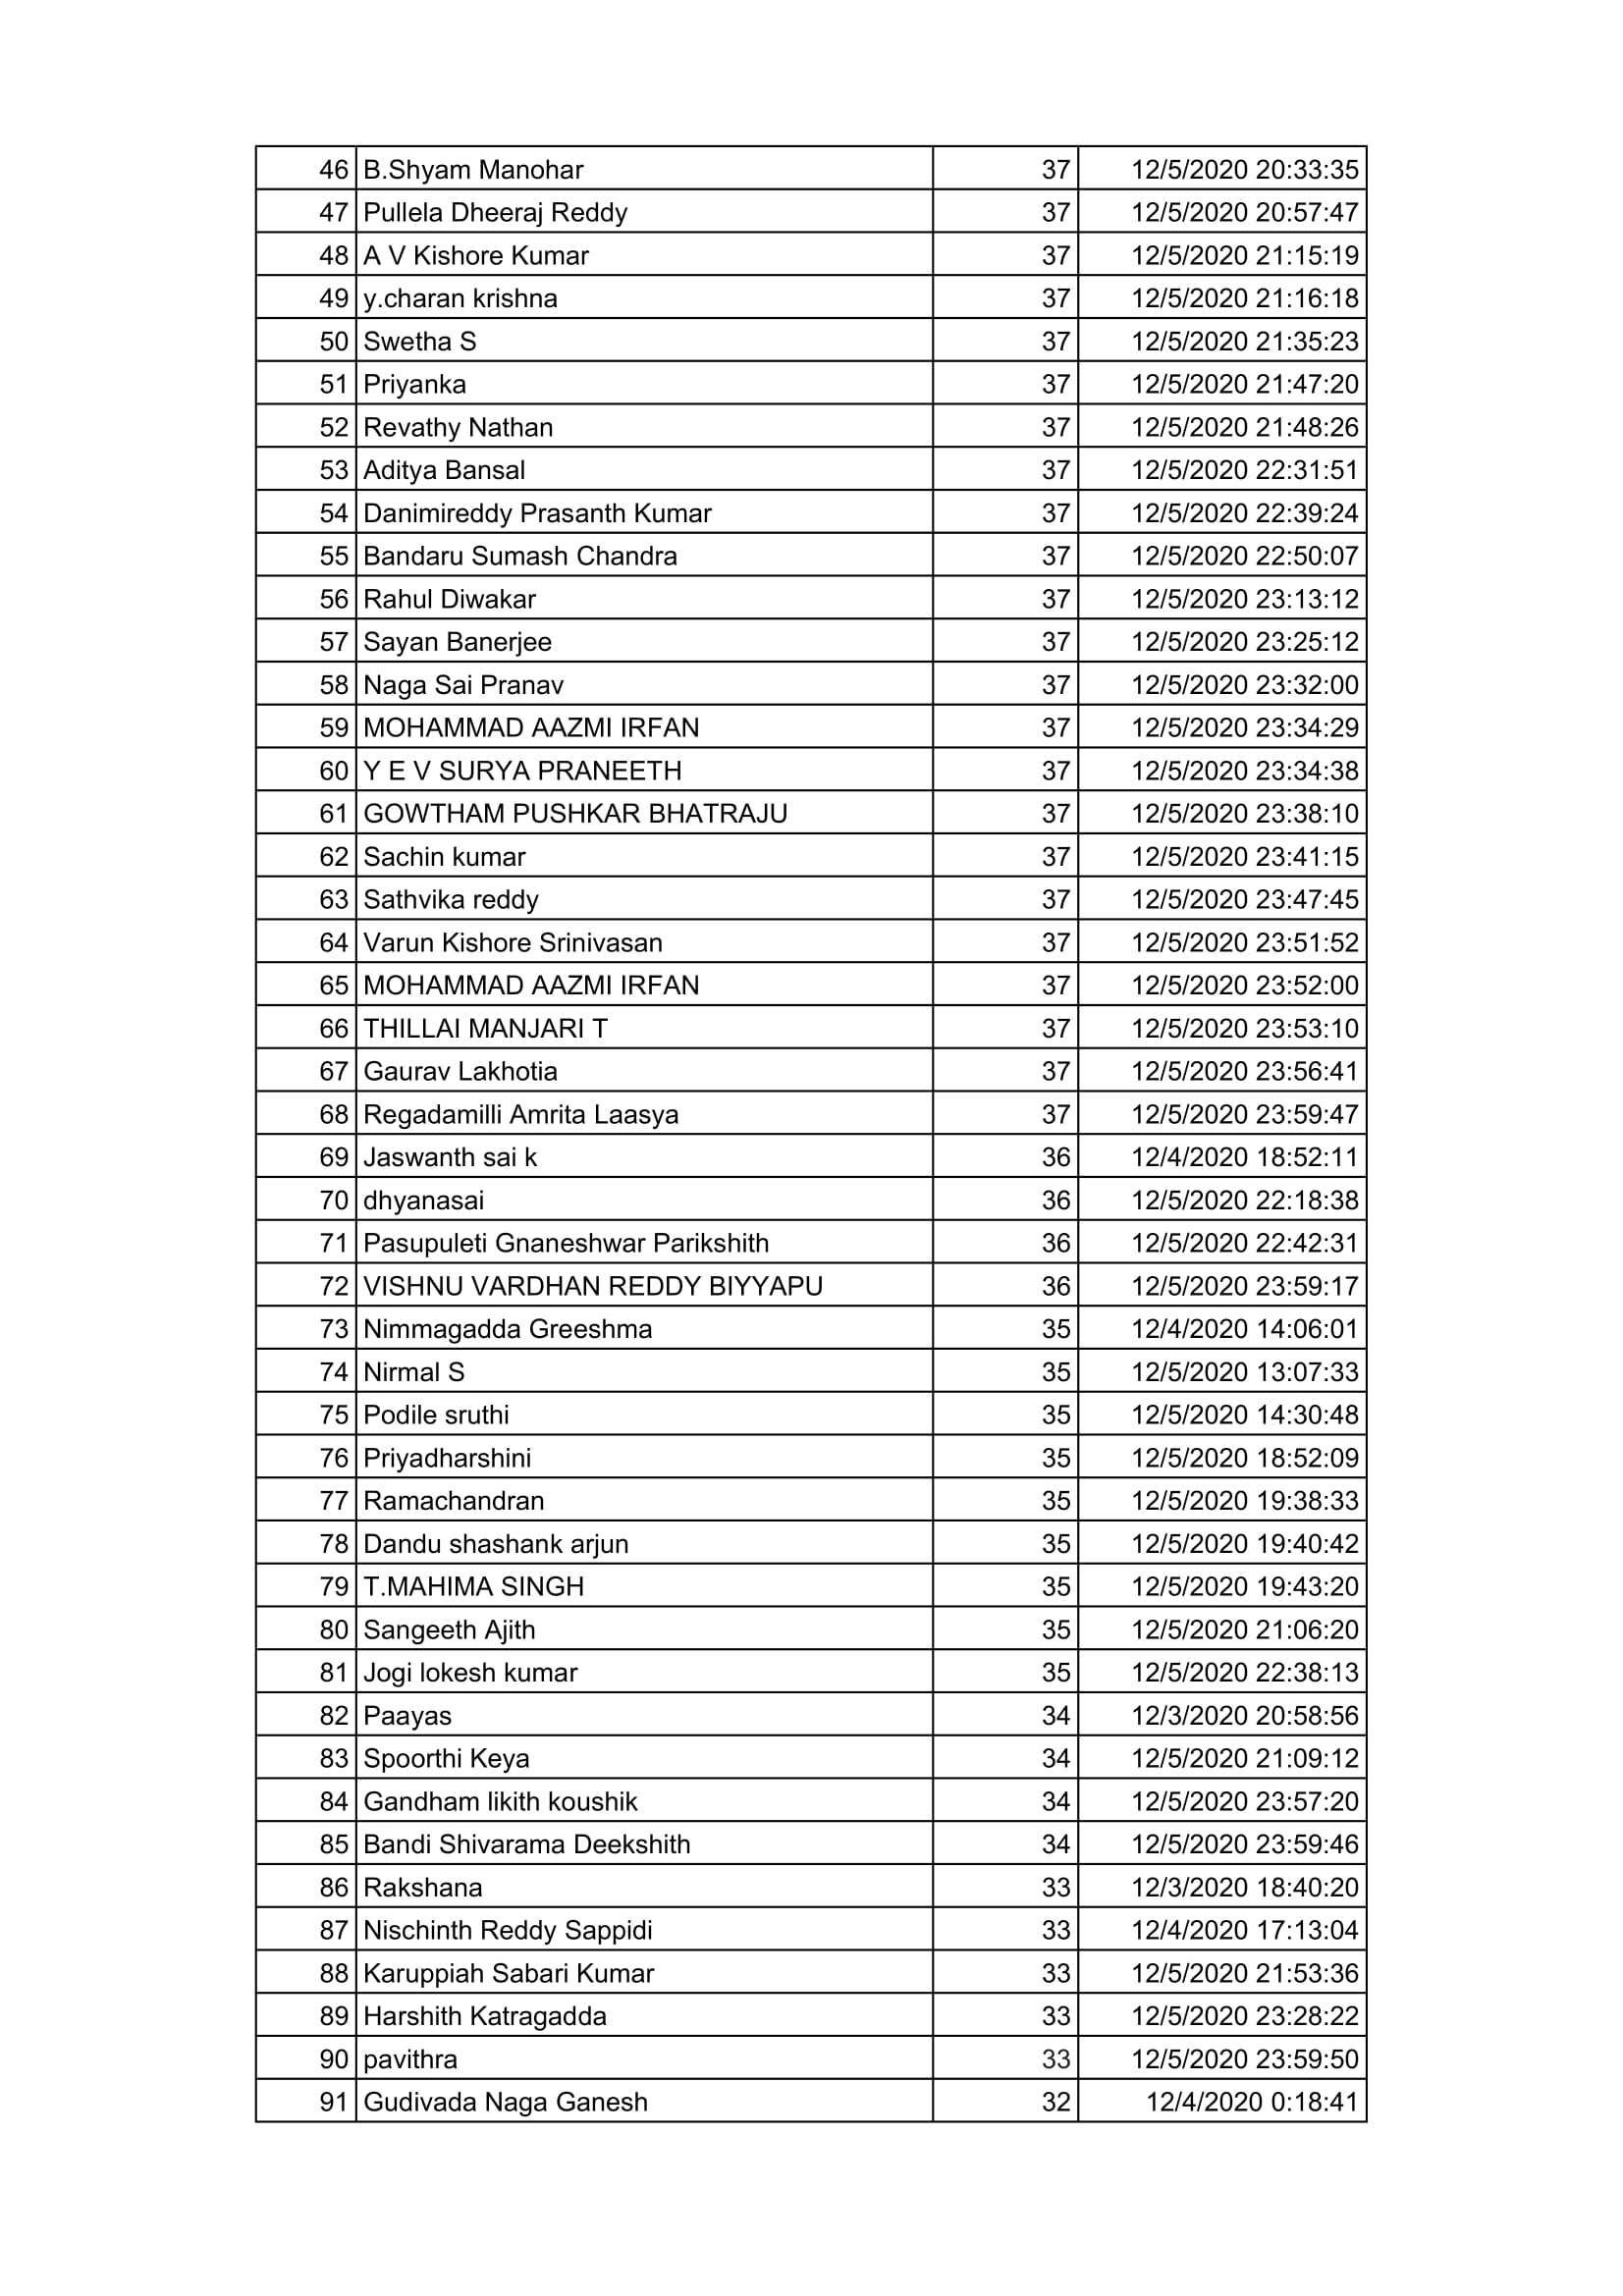 46 B.Shyam Manohar 37 12/5/2020 20:33:35
47 Pullela Dheeraj Reddy 37 12/5/2020 20:57:47
48 A V Kishore Kumar 37 12/5/2020 21:15:19
49 y.charan krishna 37 12/5/2020 21:16:18
50 Swetha S 37 12/5/2020 21:35:23
51 Priyanka 37 12/5/2020 21:47:20
52 Revathy Nathan 37 12/5/2020 21:48:26
53 Aditya Bansal 37 12/5/2020 22:31:51
54 Danimireddy Prasanth Kumar 37 12/5/2020 22:39:24
55 Bandaru Sumash Chandra 37 12/5/2020 22:50:07
56 Rahul Diwakar 37 12/5/2020 23:13:12
57 Sayan Banerjee 37 12/5/2020 23:25:12
58 Naga Sai Pranav 37 12/5/2020 23:32:00
59 MOHAMMAD AAZMI IRFAN 37 12/5/2020 23:34:29
60 Y E V SURYA PRANEETH 37 12/5/2020 23:34:38
61 GOWTHAM PUSHKAR BHATRAJU 37 12/5/2020 23:38:10
62 Sachin kumar 37 12/5/2020 23:41:15
63 Sathvika reddy 37 12/5/2020 23:47:45
64 Varun Kishore Srinivasan 37 12/5/2020 23:51:52
65 MOHAMMAD AAZMI IRFAN 37 12/5/2020 23:52:00
66 THILLAI MANJARI T 37 12/5/2020 23:53:10
67 Gaurav Lakhotia 37 12/5/2020 23:56:41
68 Regadamilli Amrita Laasya 37 12/5/2020 23:59:47
69 Jaswanth sai k 36 12/4/2020 18:52:11
70 dhyanasai 36 12/5/2020 22:18:38
71 Pasupuleti Gnaneshwar Parikshith 36 12/5/2020 22:42:31
72 VISHNU VARDHAN REDDY BIYYAPU 36 12/5/2020 23:59:17
73 Nimmagadda Greeshma 35 12/4/2020 14:06:01
74 Nirmal S 35 12/5/2020 13:07:33
75 Podile sruthi 35 12/5/2020 14:30:48
76 Priyadharshini 35 12/5/2020 18:52:09
77 Ramachandran 35 12/5/2020 19:38:33
78 Dandu shashank arjun 35 12/5/2020 19:40:42
79 T.MAHIMA SINGH 35 12/5/2020 19:43:20
80 Sangeeth Ajith 35 12/5/2020 21:06:20
81 Jogi lokesh kumar 35 12/5/2020 22:38:13
82 Paayas 34 12/3/2020 20:58:56
83 Spoorthi Keya 34 12/5/2020 21:09:12
84 Gandham likith koushik 34 12/5/2020 23:57:20
85 Bandi Shivarama Deekshith 34 12/5/2020 23:59:46
86 Rakshana 33 12/3/2020 18:40:20
87 Nischinth Reddy Sappidi 33 12/4/2020 17:13:04
88 Karuppiah Sabari Kumar 33 12/5/2020 21:53:36
89 Harshith Katragadda 33 12/5/2020 23:28:22
90 pavithra 33 12/5/2020 23:59:50
91 Gudivada Naga Ganesh 32 12/4/2020 0:18:41